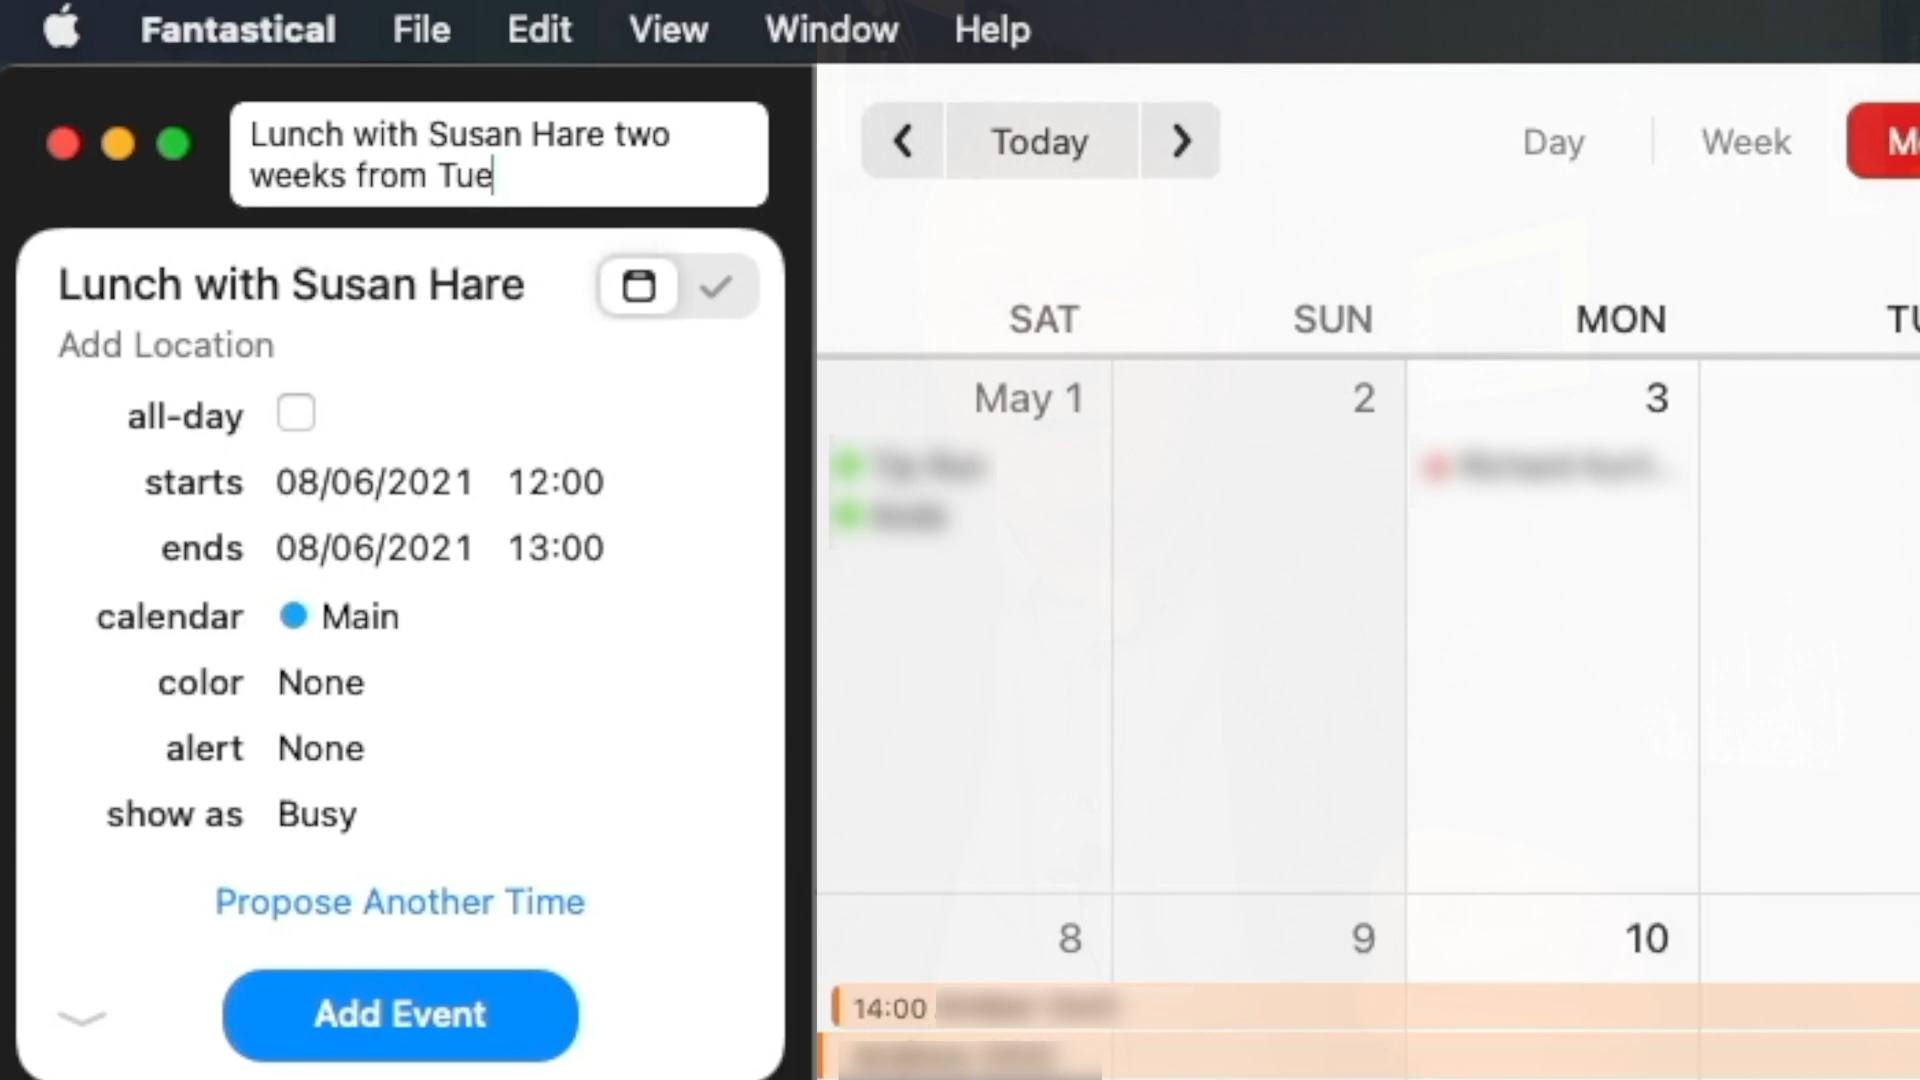 Fantastical File Edit View Window Help
Lunch with Susan Hare two
weeks from Tue
Today
Day
Week
Lunch with Susan Hare
Add Location
all-day
starts 08/06/2021 12:00
ends 08/06/2021 13:00
calendar Main
color None
alert None
show as Busy
Propose Another Time
Add Event
SAT SUN MON TU
May 1 2 3
8 9 10
14:00